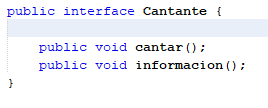 public interface Cantante {
public void cantar();
public void informacion();
}